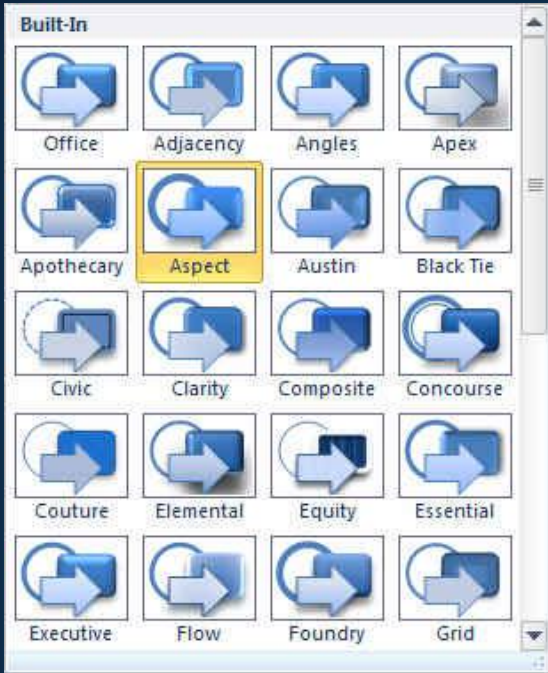 Built-In
Office Adjacency Angles Apex
Apothecary Aspect Austin Black Tie
Civic Clarity Composite Concourse
Couture Elemental Equity Essential
Executive Flow Foundry Grid